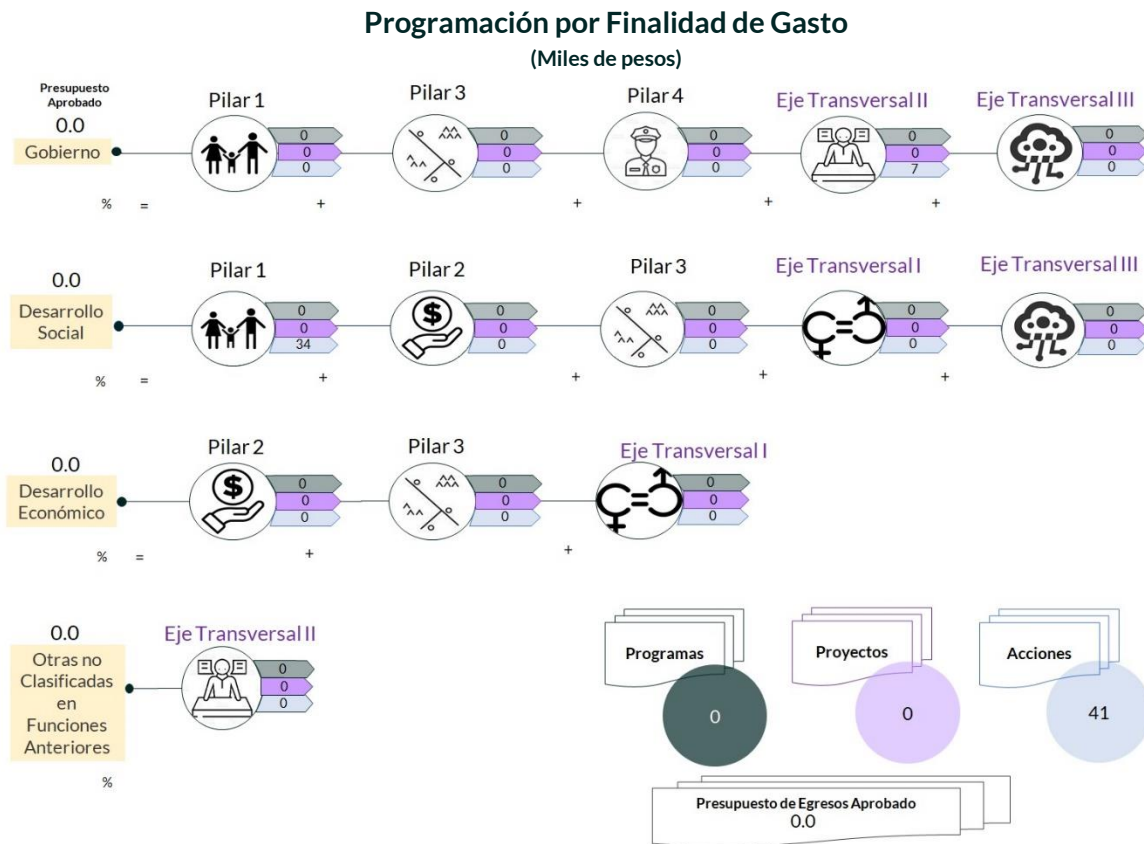 Programación por Finalidad de Gasto
(Miles de pesos)
Presupuesto
Aprobado
0.0
Gobierno
Pilar 1
0
0
0
Pilar 3
0
0
0
Pilar 4
0
0
0
Eje Transversal II
0
0
7
Eje Transversal III
0
0
0
% = + + + +
0.0
Desarrollo
Social
Pilar 1
0
0
34
Pilar 2
$
0
0
0
Pilar 3
0
0
0
Eje Transversal I
0
0
0
Eje Transversal III
0
0
0
% = + + + +
0.0
Desarrollo
Económico
Pilar 2
$
0
0
0
Pilar 3
0
0
0
Eje Transversal I
0
0
0
% = + +
0.0
Otras no
Clasificadas
en
Funciones
Anteriores
%
Eje Transversal II
0
0
0
Programas
0
Proyectos
0
Acciones
41
Presupuesto de Egresos Aprobado
0.0